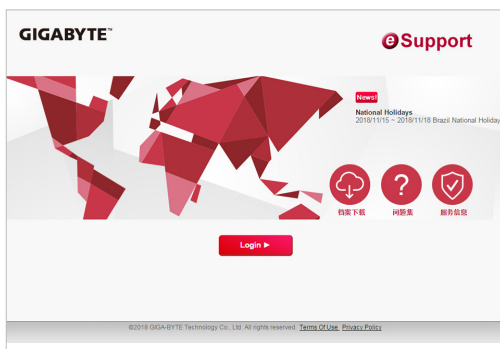 GIGABYTE™
eSupport
News!
National Holidays
2018/11/15 ~ 2018/11/18 Brazil National Holiday
?
档案下载 问题集 服务信息
Login ►
©2018 GIGA-BYTE Technology Co., Ltd. All rights reserved. Terms Of Use Privacy Policy